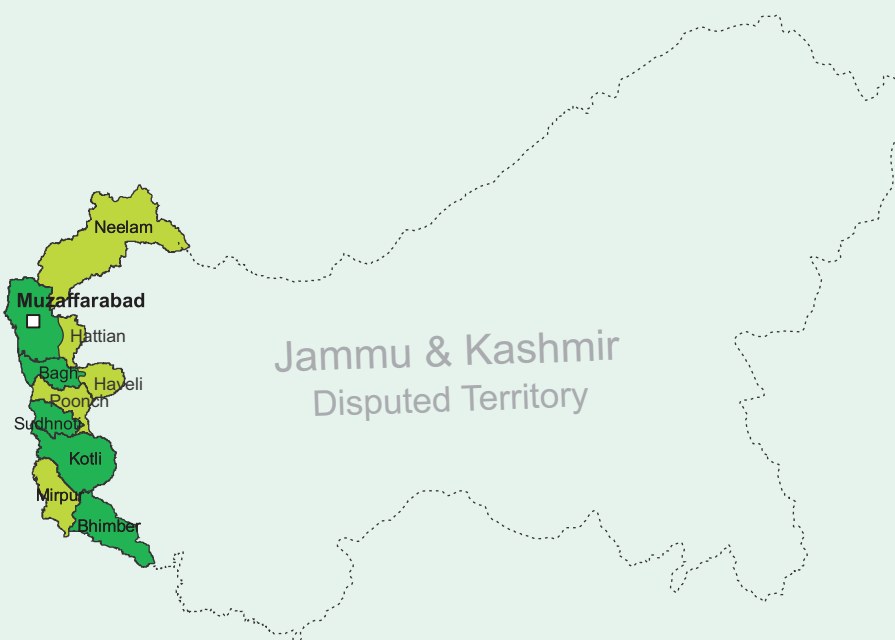 Neelam
Muzaffarabad
Hattian
Jammu & Kashmir
Disputed Territory
Bagh
Haveli
Poonch
Sudhnoti
Kotli
Mirpur
Bhimber